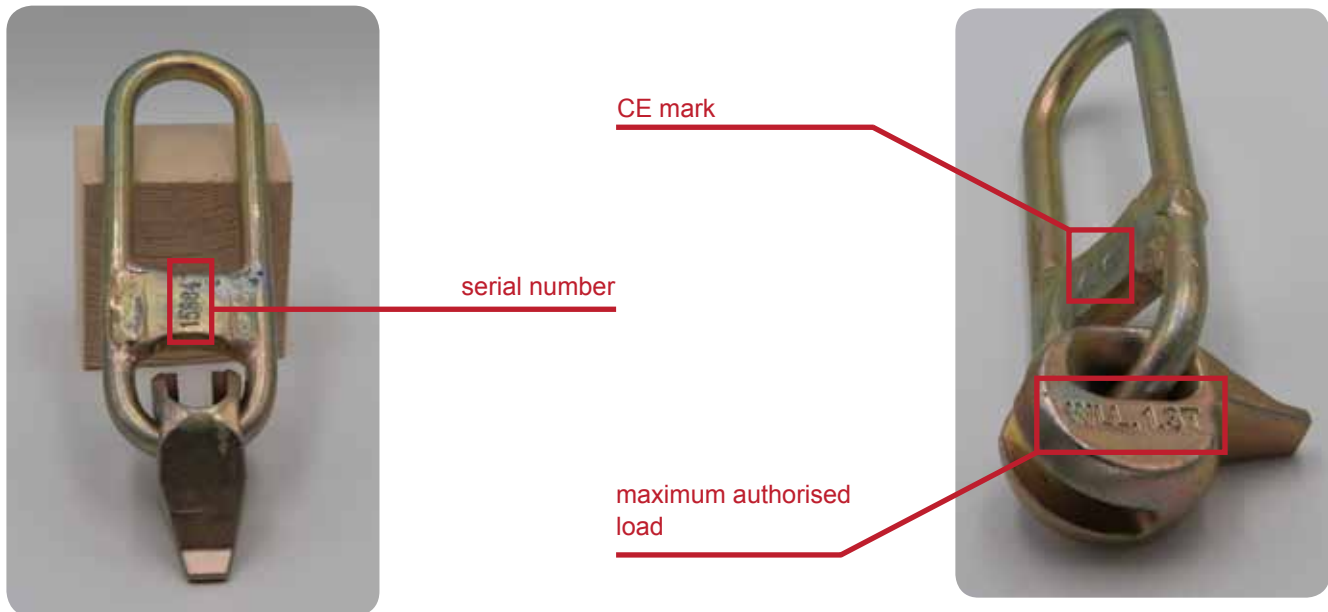 CE mark
serial number
15884
WLL. 1.3T
maximum authorised
load